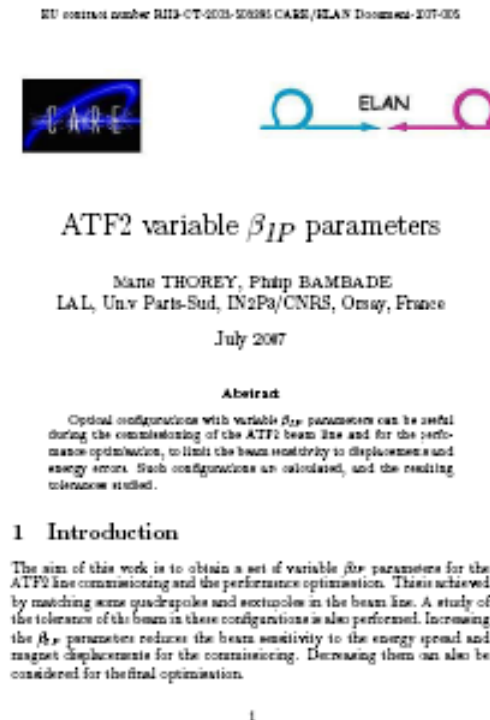 EU contract number RII3-CT-2003-506395 CARE/ELAN Document-2007-005
CARE
ELAN
ATF2 variable β_IP parameters
Marie THOREY, Philip BAMBADE
LAL, Univ Paris-Sud, IN2P3/CNRS, Orsay, France
July 2007
Abstract
Optical configurations with variable β_IP parameters can be useful
during the commissioning of the ATF2 beam line and for the perfo-
mance optimisation, to limit the beam sensitivity to displacements and
energy errors. Such configurations are calculated, and the resulting
tolerances studied.
1 Introduction
The aim of this work is to obtain a set of variable β_IP parameters for the
ATF2 line commissioning and the performance optimisation. This is achieved
by matching some quadrupoles and sextupoles in the beam line. A study of
the tolerance of the beam in these configurations is also performed. Increasing
the β_IP parameters reduces the beam sensitivity to the energy spread and
magnet displacements for the commissioning. Decreasing them can also be
considered for the final optimisation.
1